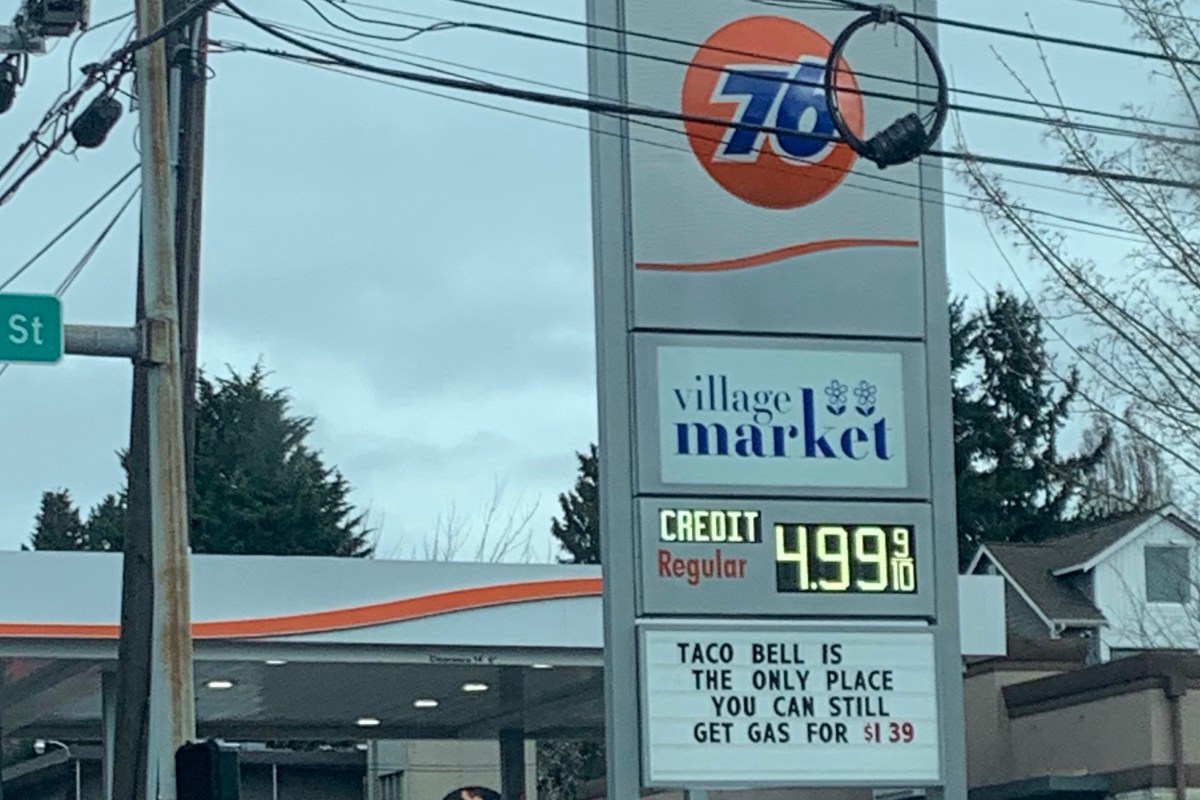 76
St
village
market
CREDIT
Regular
4.99 9/10
TACO BELL IS
THE ONLY PLACE
YOU CAN STILL
GET GAS FOR $1 39